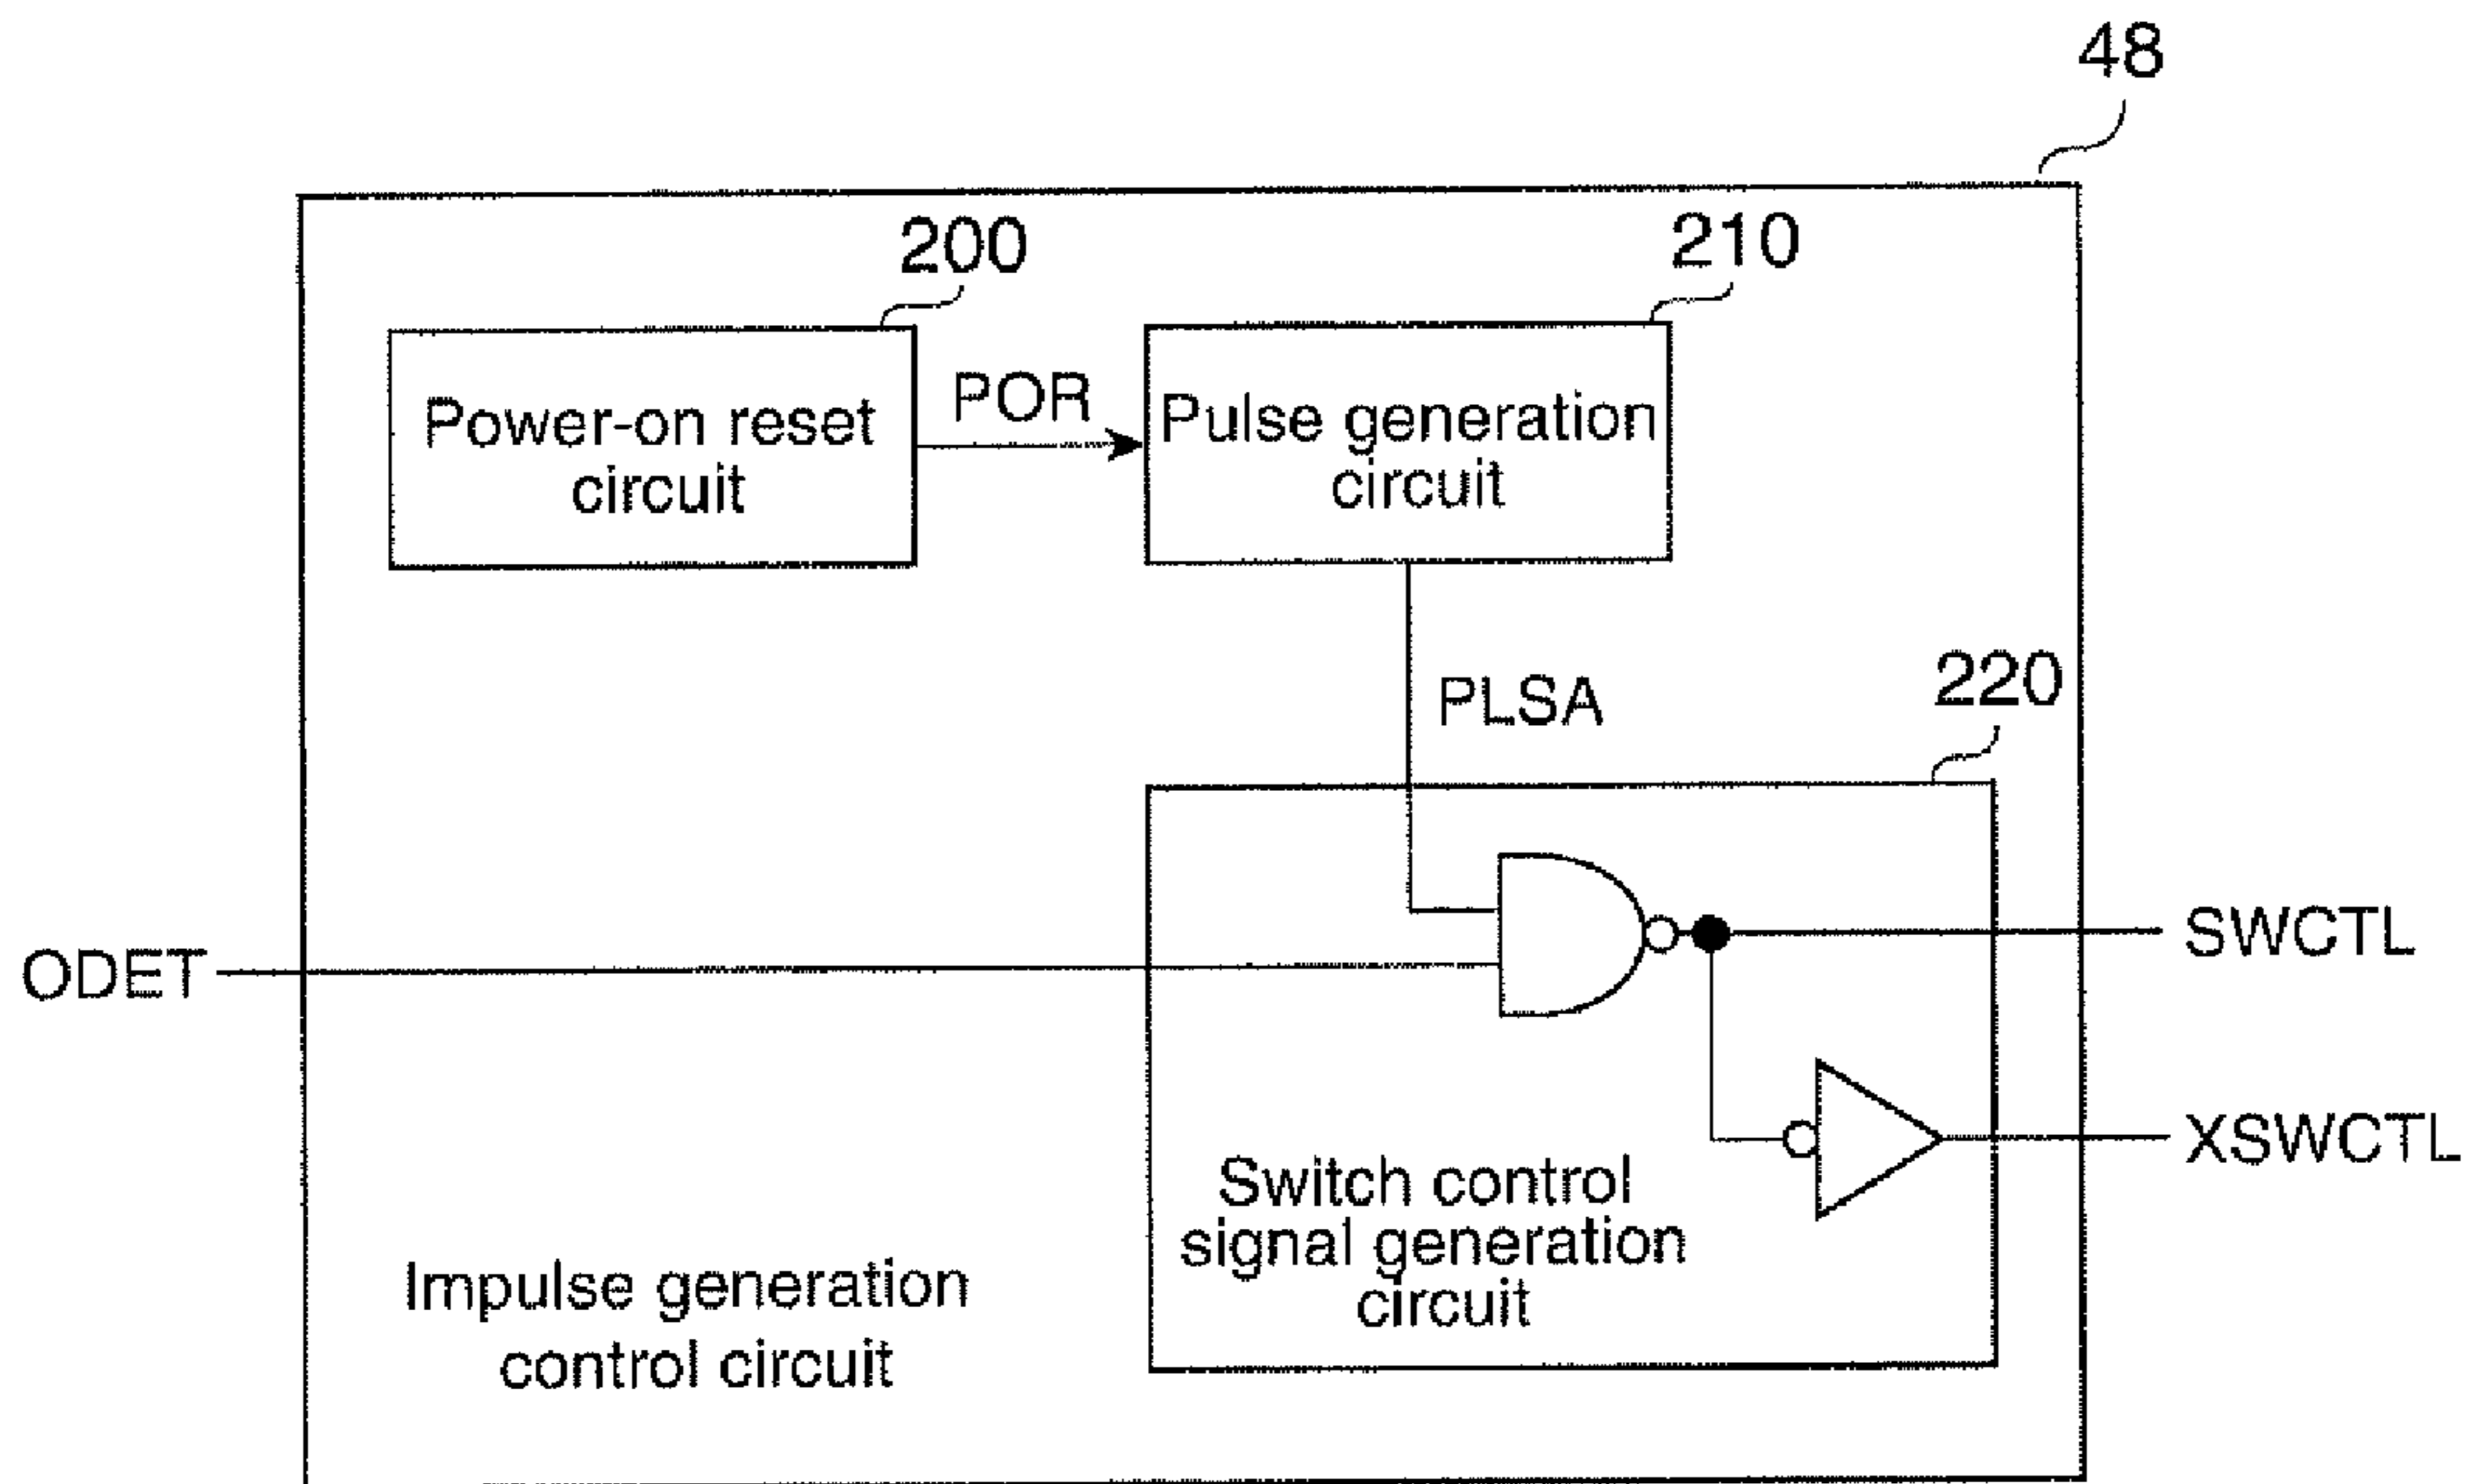 48
200
210
Power-on reset
circuit
POR
Pulse generation
circuit
PLSA
220
ODET
SWCTL
XSWCTL
Switch control
signal generation
circuit
Impulse generation
control circuit